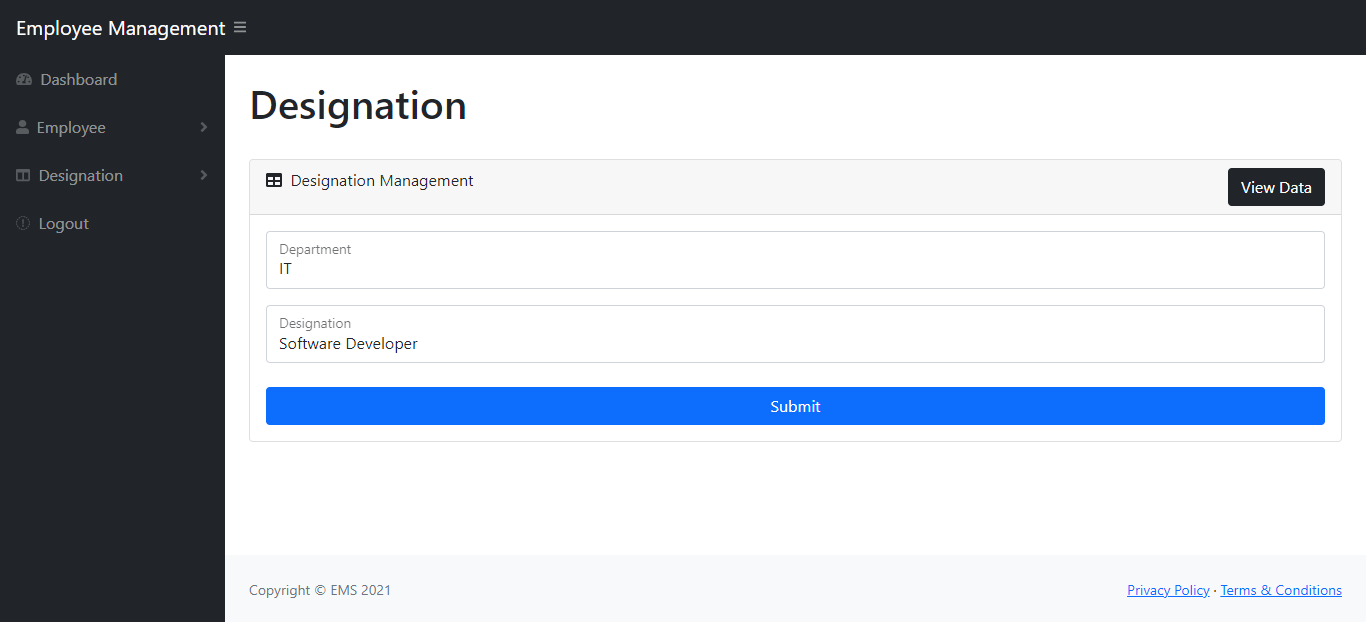 Employee Management
Dashboard
Employee
Designation
Logout
Designation
Designation Management
View Data
Department
IT
Designation
Software Developer
Submit
Copyright © EMS 2021
Privacy Policy · Terms & Conditions